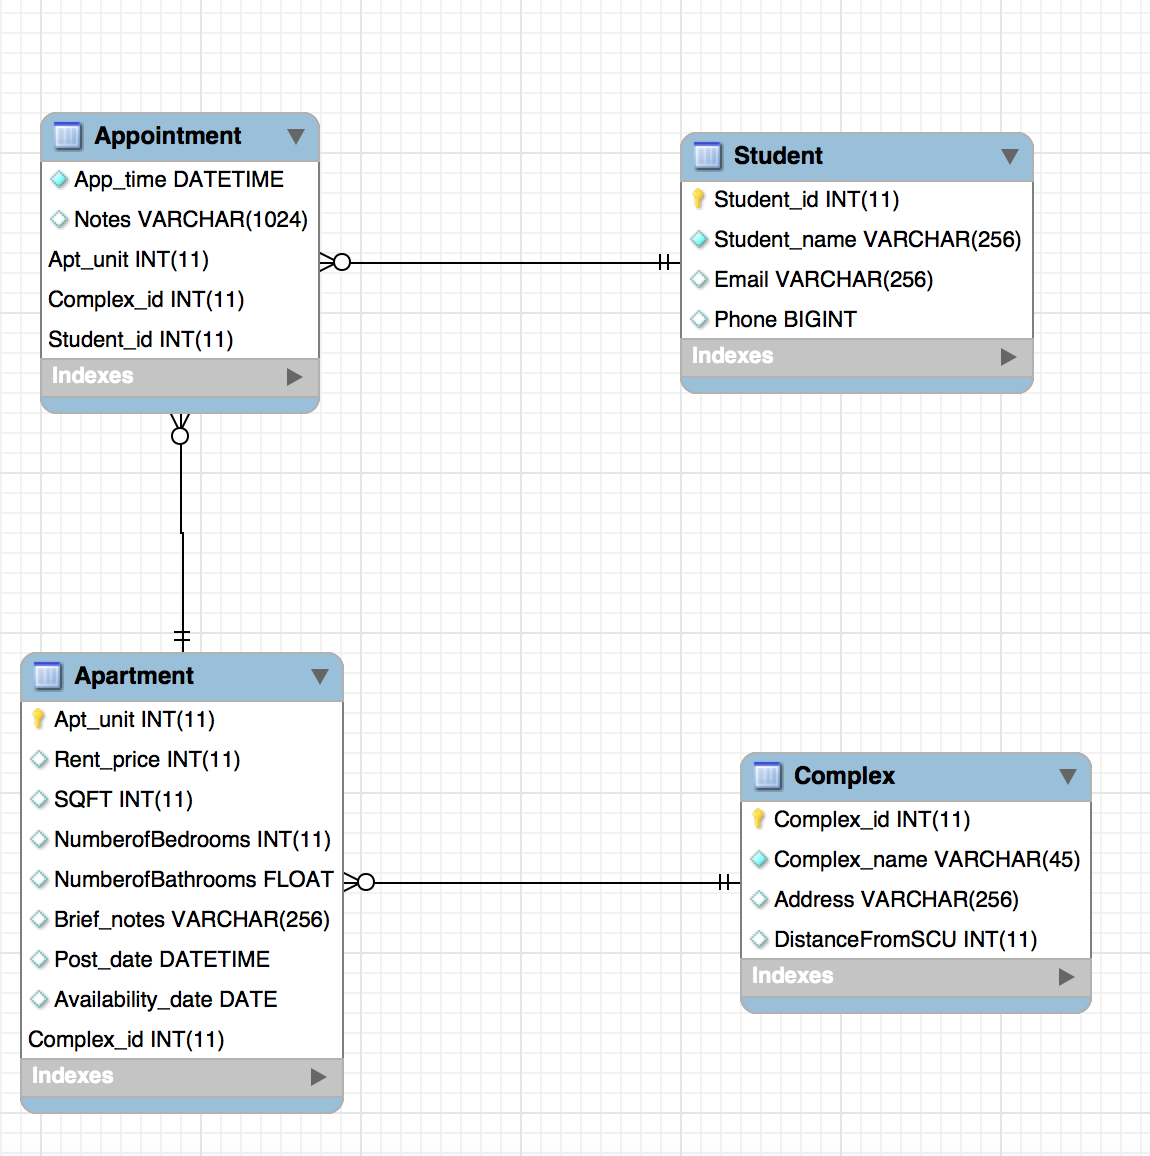 Appointment
App_time DATETIME
Notes VARCHAR(1024)
Apt_unit INT(11)
Complex_id INT(11)
Student_id INT(11)
Indexes
Student
Student_id INT(11)
Student_name VARCHAR(256)
Email VARCHAR(256)
Phone BIGINT
Indexes
Apartment
Apt_unit INT(11)
Rent_price INT(11)
SQFT INT(11)
NumberofBedrooms INT(11)
NumberofBathrooms FLOAT
Brief_notes VARCHAR(256)
Post_date DATETIME
Availability_date DATE
Complex_id INT(11)
Indexes
Complex
Complex_id INT(11)
Complex_name VARCHAR(45)
Address VARCHAR(256)
DistanceFromSCU INT(11)
Indexes